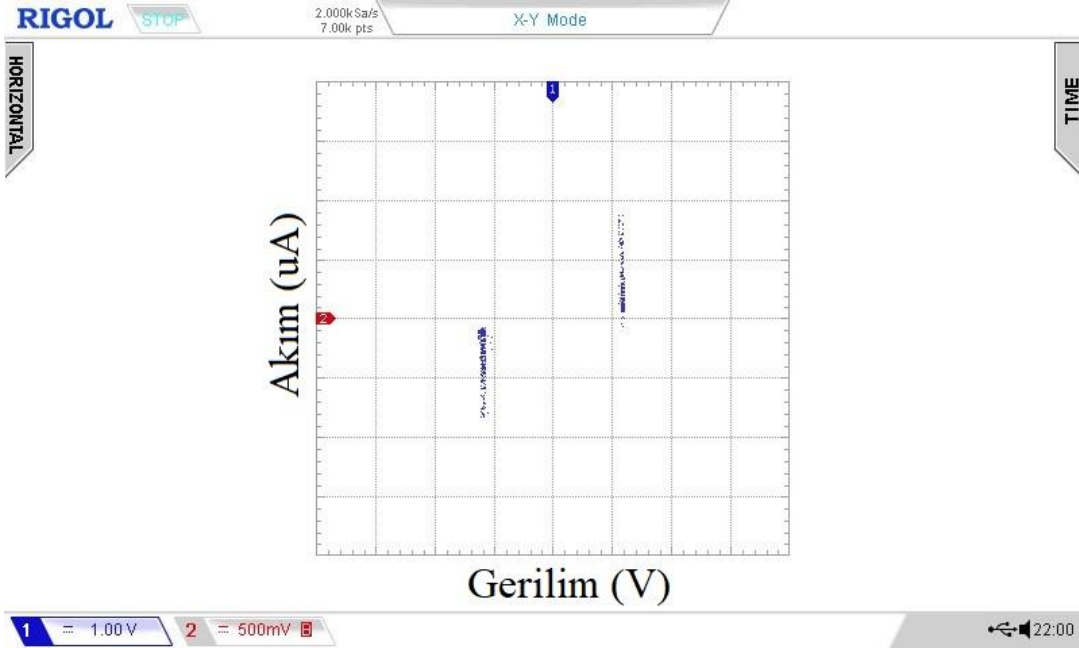 RIGOL STOP 2.000kSa/s 7.00k pts X-Y Mode
HORIZONTAL
TIME
1
Akım (uA)
2
Gerilim (V)
1 = 1.00 V 2 = 500mV B 22:00